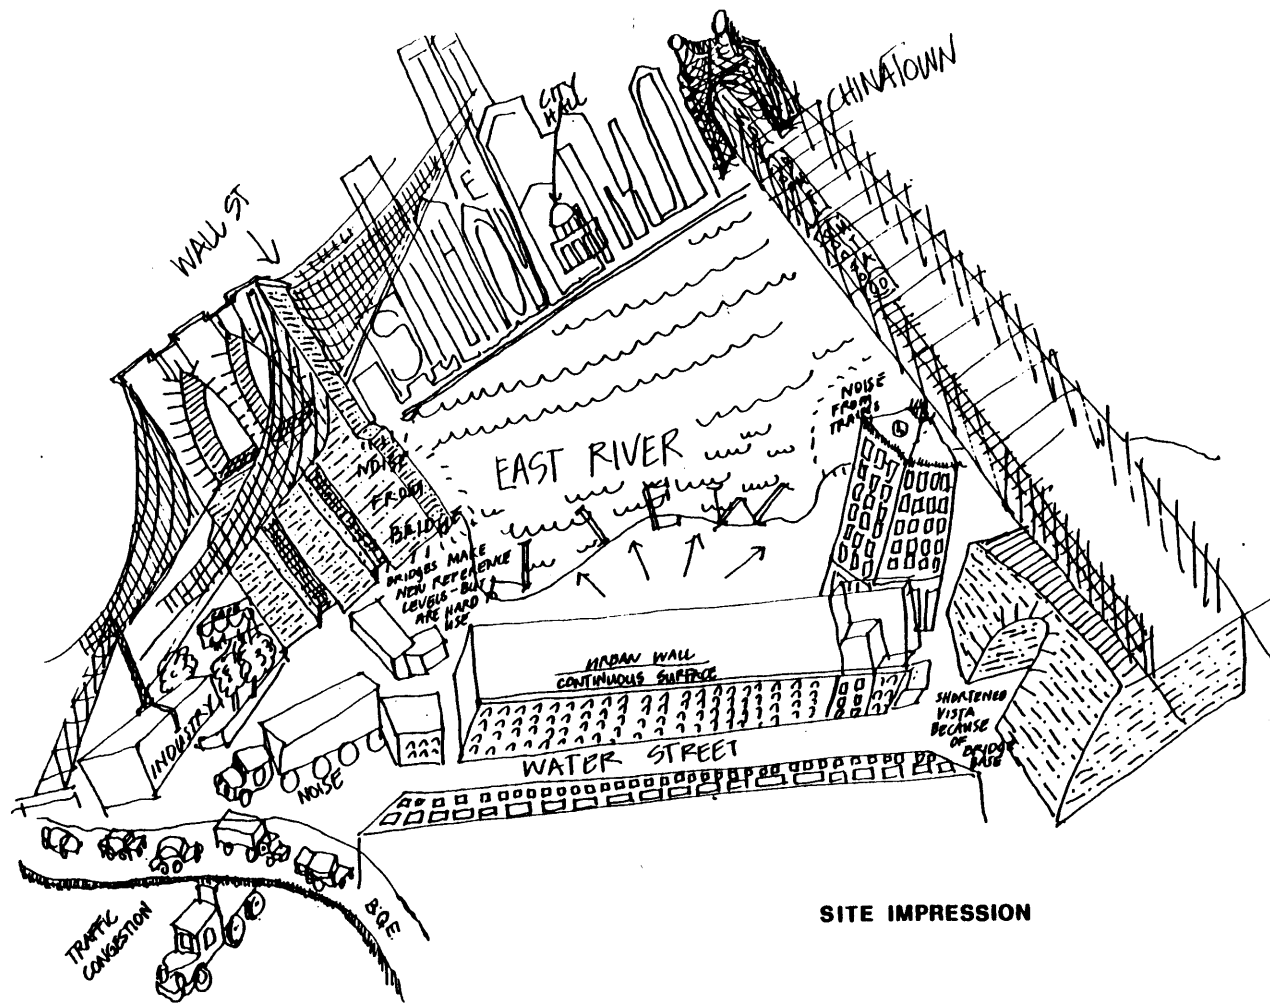 CHINATOWN
CITY
HALL
WALL ST
NOISE
FROM
TRAINS
EAST RIVER
NOISE
FROM
BRIDGE
BRIDGES MAKE
NEW REFERENCE
LEVELS-BUT
ARE HARD TO
USE
CAFE
URBAN WALL
CONTINUOUS SURFACE
SHORTENED
VISTA
BECAUSE
OF
BRIDGE
BASE
INDUSTRY
WATER STREET
NOISE
B.Q.E.
TRAFFIC
CONGESTION
SITE IMPRESSION